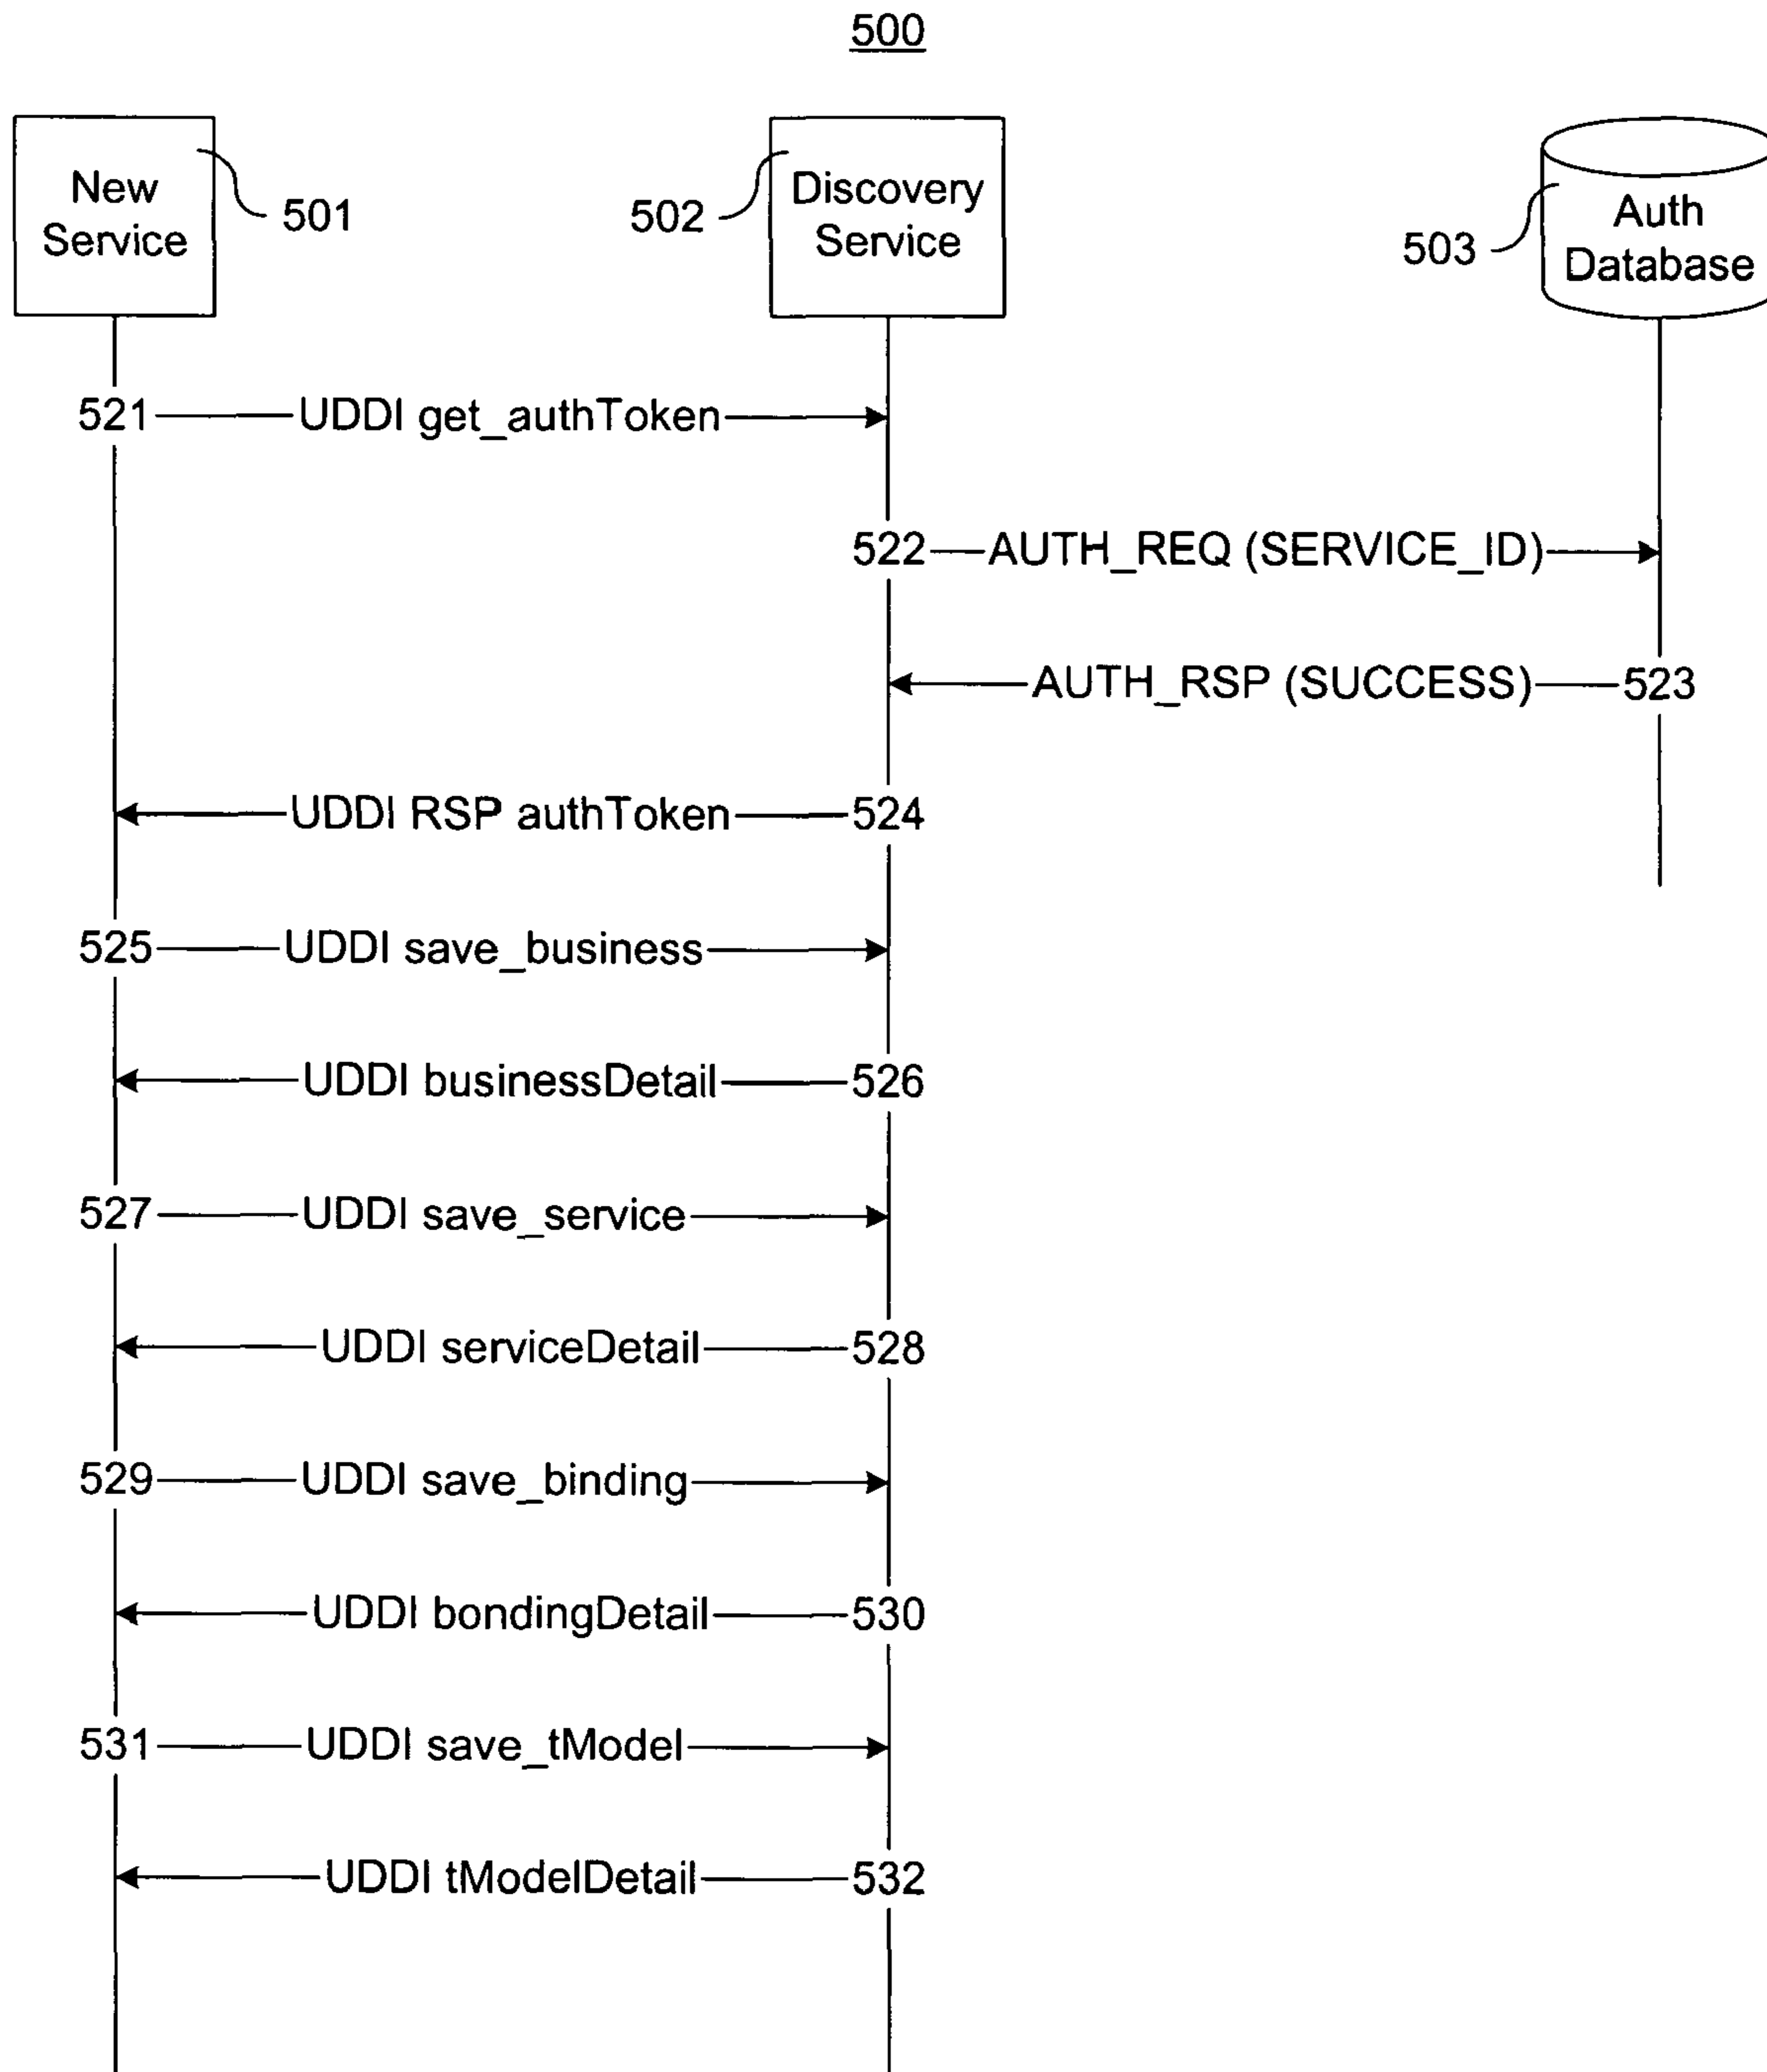 500
New
Service
501
502
Discovery
Service
503
Auth
Database
521 UDDI get_authToken
522 AUTH_REQ (SERVICE_ID)
AUTH_RSP (SUCCESS) 523
UDDI RSP authToken 524
525 UDDI save_business
UDDI businessDetail 526
527 UDDI save_service
UDDI serviceDetail 528
529 UDDI save_binding
UDDI bondingDetail 530
531 UDDI save_tModel
UDDI tModelDetail 532